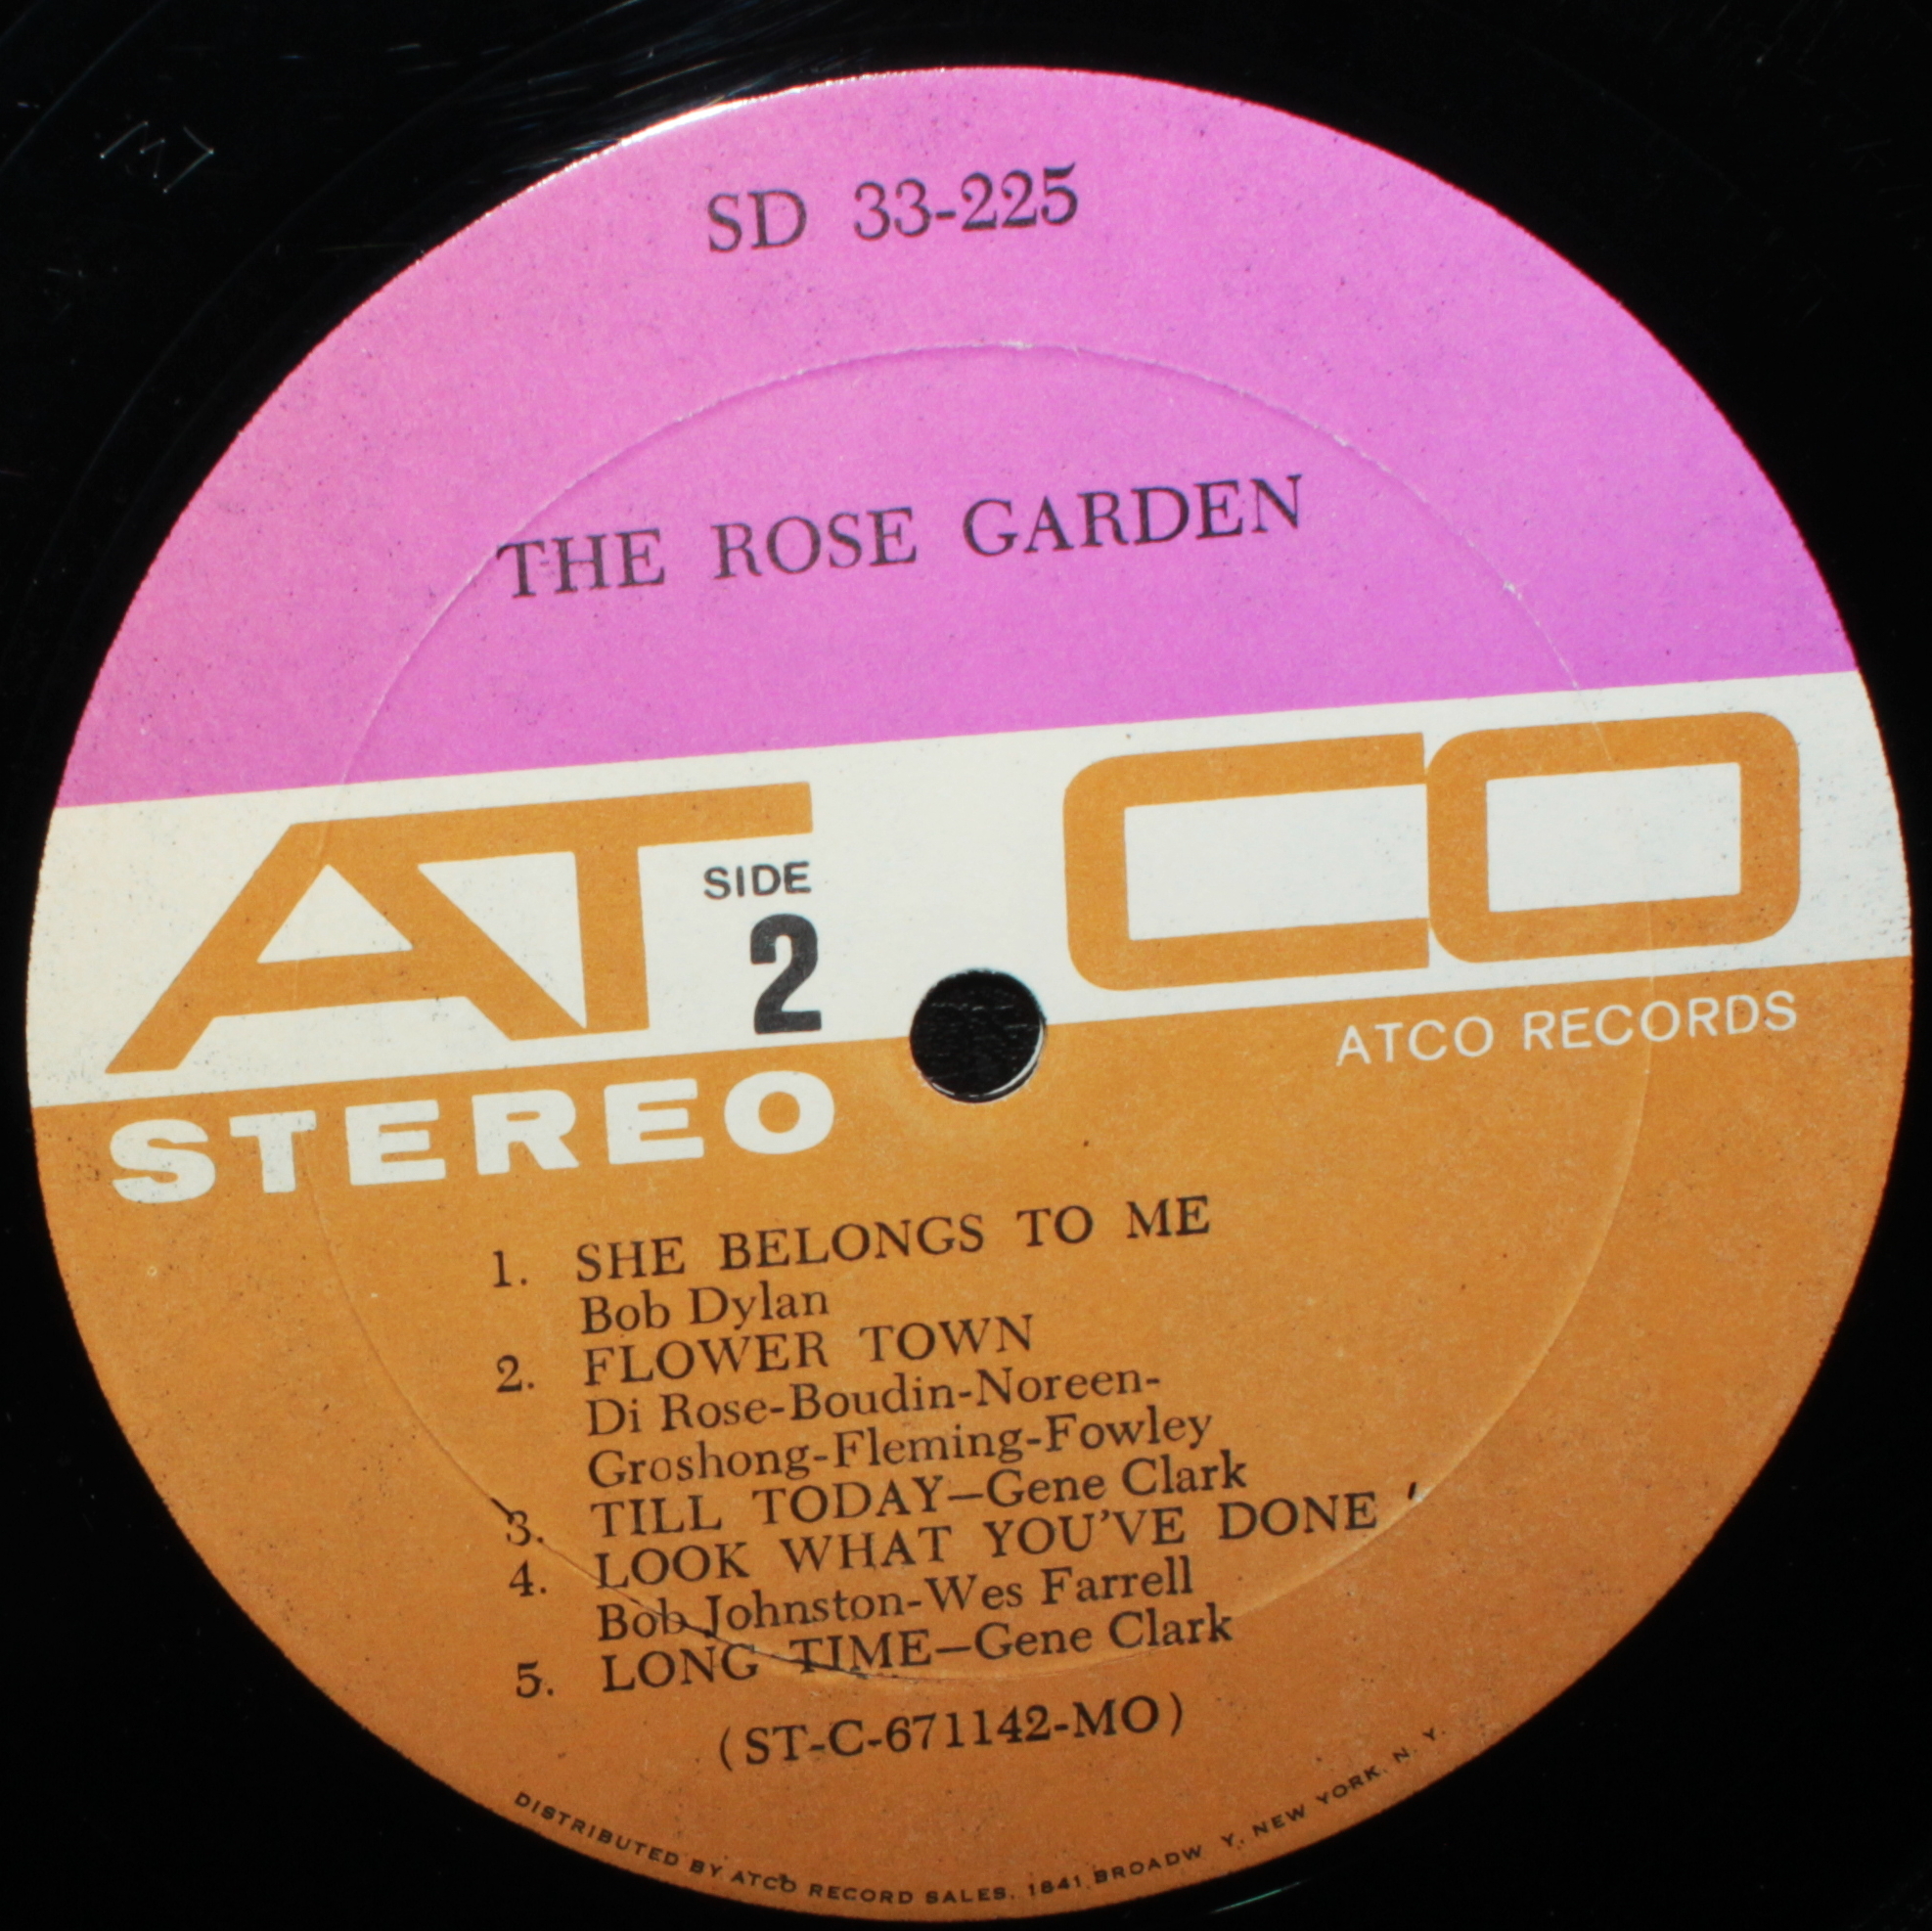 SD 33-225
THE ROSE GARDEN
ATCO
SIDE
2
ATCO RECORDS
STEREO
1. SHE BELONGS TO ME
Bob Dylan
2. FLOWER TOWN
Di Rose-Boudin-Noreen-
Groshong-Fleming-Fowley
3. TILL TODAY—Gene Clark
4. LOOK WHAT YOU'VE DONE
Bob Johnston-Wes Farrell
5. LONG TIME—Gene Clark
(ST-C-671142-MO)
DISTRIBUTED BY ATCO RECORD SALES, 1841 BROADW Y, NEW YORK, N. Y.